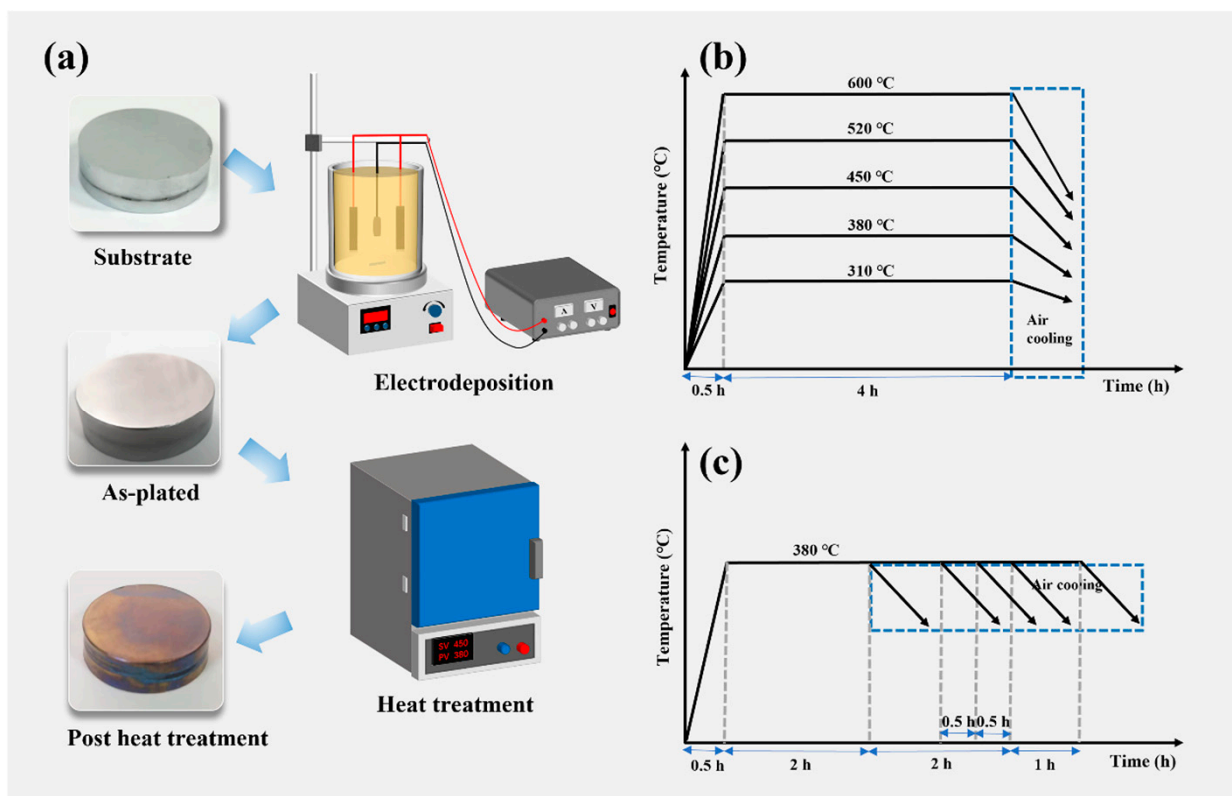 (a)
Substrate
A V
Electrodeposition
As-plated
SV 450
PV 380
Heat treatment
Post heat treatment
(b)
Temperature (°C)
600 °C
520 °C
450 °C
380 °C
310 °C
Air
cooling
0.5 h
4 h
Time (h)
(c)
Temperature (°C)
380 °C
Air cooling
0.5 h 0.5 h
0.5 h
2 h
2 h
1 h
Time (h)